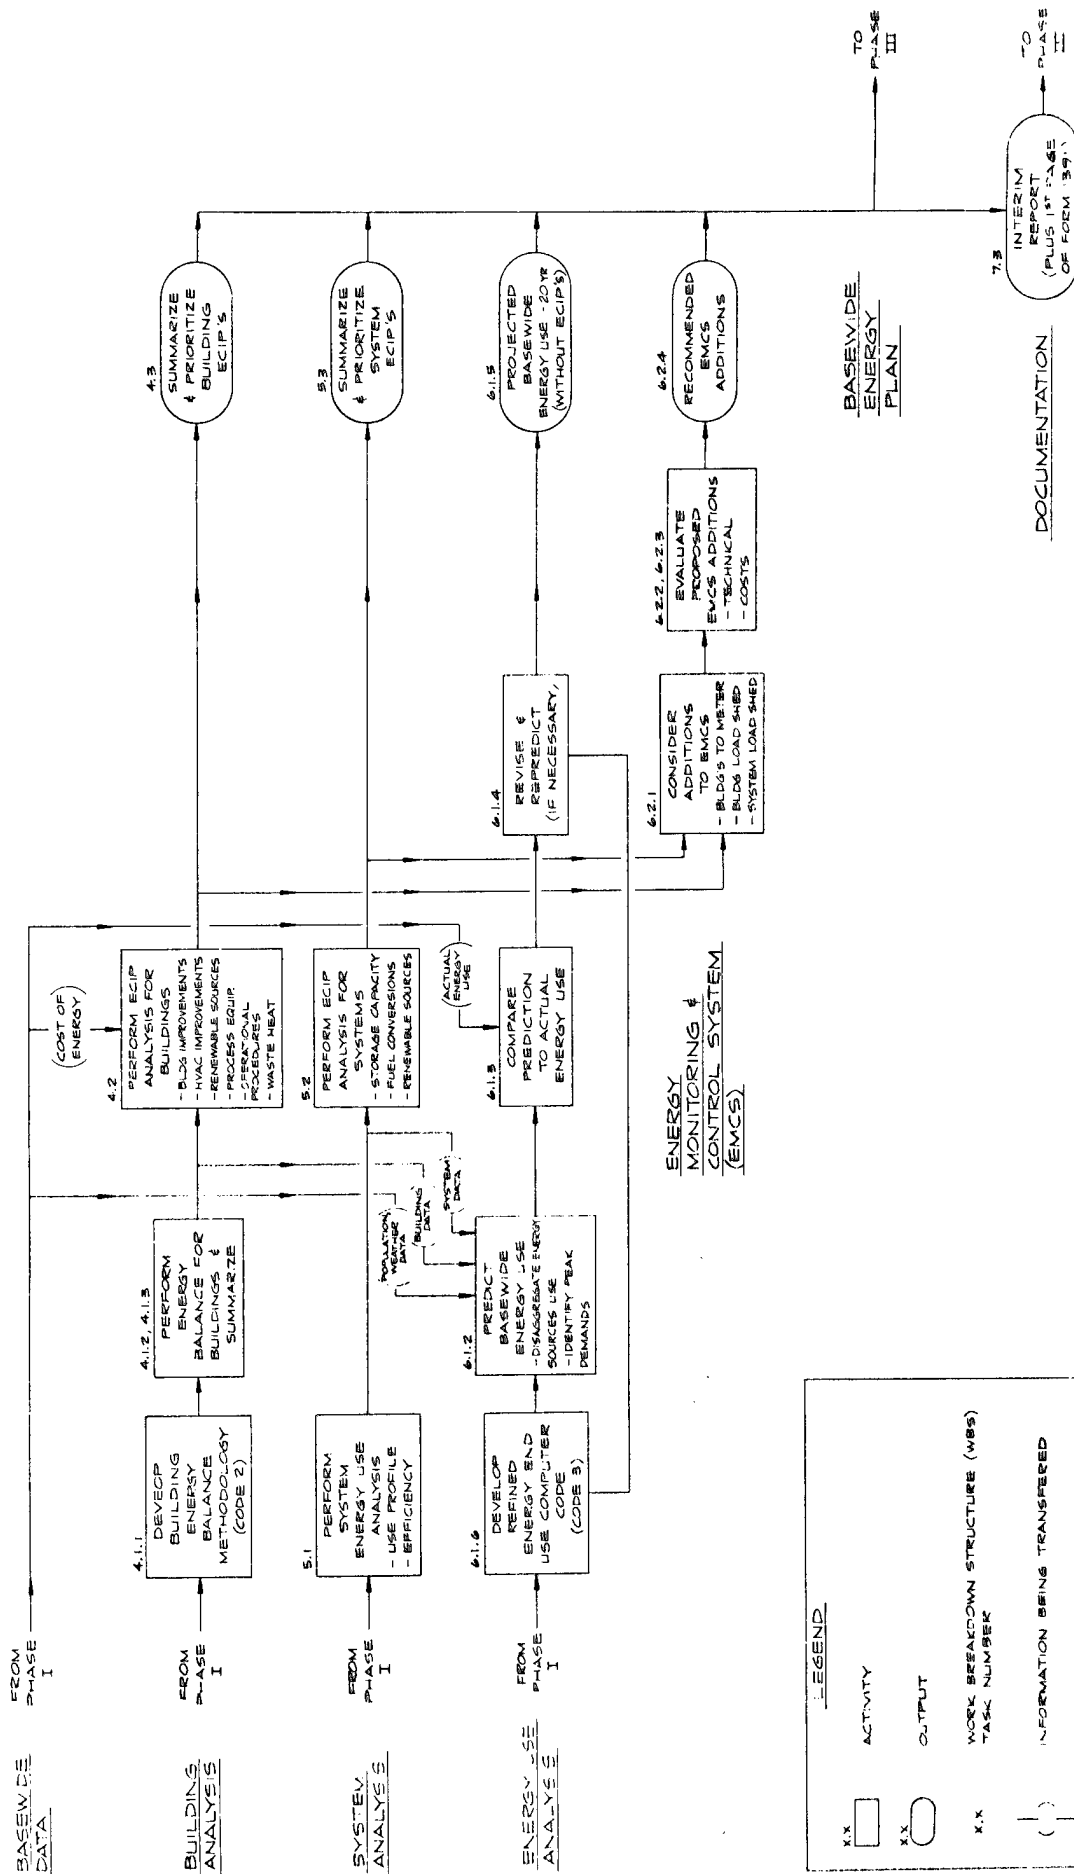 BASEWIDE
DATA
FROM
PHASE
I
(COST OF
ENERGY)
BUILDING
ANALYSIS
FROM
PHASE
I
4.1.1
DEVEOP
BUILDING
ENERGY
BALANCE
METHODOLOGY
(CODE 2)
4.1.2, 4.1.3
PERFORM
ENERGY
BALANCE FOR
BUILDINGS &
SUMMARIZE
4.2
PERFORM ECIP
ANALYSIS FOR
BUILDINGS
- BLDG IMPROVEMENTS
- HVAC IMPROVEMENTS
- RENEWABLE SOURCES
- PROCESS EQUIP.
- OPERATIONAL
PROCEDURES
- WASTE HEAT
4.3
SUMMARIZE
& PRIORITIZE
BUILDING
ECIP'S
SYSTEM
ANALYSIS
FROM
PHASE
I
5.1
PERFORM
SYSTEM
ENERGY USE
ANALYSIS
- USE PROFILE
- EFFICIENCY
5.2
PERFORM ECIP
ANALYSIS FOR
SYSTEMS
- STORAGE CAPACITY
- FUEL CONVERSIONS
- RENEWABLE SOURCES
5.3
SUMMARIZE
& PRIORITIZE
SYSTEM
ECIP'S
(POPULATION,
WEATHER
DATA)
(BUILDING
DATA)
(SYSTEM
DATA)
(ACTUAL
ENERGY
USE)
ENERGY USE
ANALYSIS
FROM
PHASE
I
6.1.6
DEVELOP
REFINED
ENERGY END
USE COMPUTER
CODE
(CODE 3)
6.1.2
PREDICT
BASEWIDE
ENERGY USE
- DISAGGREGATE ENERGY
SOURCES USE
- IDENTIFY PEAK
DEMANDS
6.1.3
COMPARE
PREDICTION
TO ACTUAL
ENERGY USE
6.1.4
REVISE &
REPREDICT
(IF NECESSARY)
6.1.5
PROJECTED
BASEWIDE
ENERGY USE - 20 YR
(WITHOUT ECIP'S)
ENERGY
MONITORING &
CONTROL SYSTEM
(EMCS)
6.2.1
CONSIDER
ADDITIONS
TO EMCS
- BLDG'S TO METER
- BLDG LOAD SHED
- SYSTEM LOAD SHED
6.2.2, 6.2.3
EVALUATE
PROPOSED
EMCS ADDITIONS
- TECHNICAL
- COSTS
6.2.4
RECOMMENDED
EMCS
ADDITIONS
BASEWIDE
ENERGY
PLAN
TO
PHASE
III
DOCUMENTATION
7.3
INTERIM
REPORT
(PLUS 1ST PAGE
OF FORM 1391)
TO
PHASE
III
LEGEND
X.X
ACTIVITY
X.X
OUTPUT
X.X
WORK BREAKDOWN STRUCTURE (WBS)
TASK NUMBER
INFORMATION BEING TRANSFERED